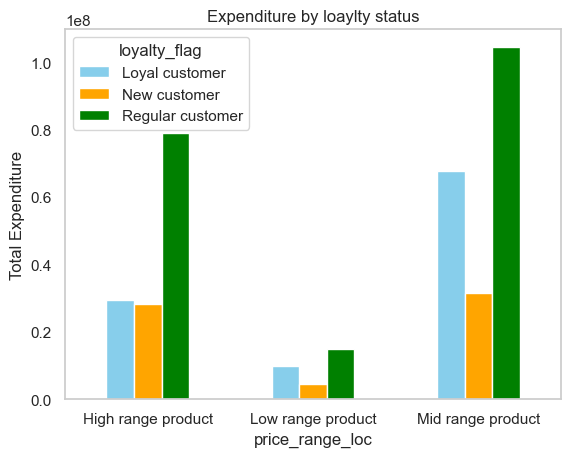 Expenditure by loaylty status
1e8
loyalty_flag
Loyal customer
New customer
Regular customer
Total Expenditure
1.0
0.8
0.6
0.4
0.2
0.0
High range product
Low range product
Mid range product
price_range_loc